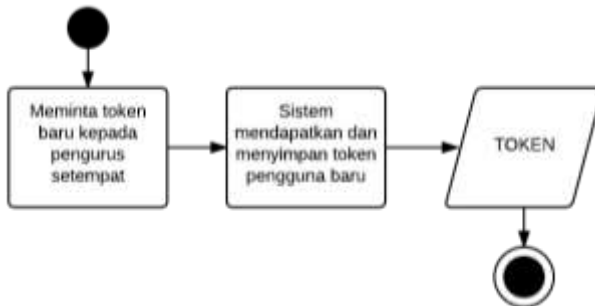 Meminta token
baru kepada
pengurus
setempat
Sistem
mendapatkan dan
menyimpan token
pengguna baru
TOKEN